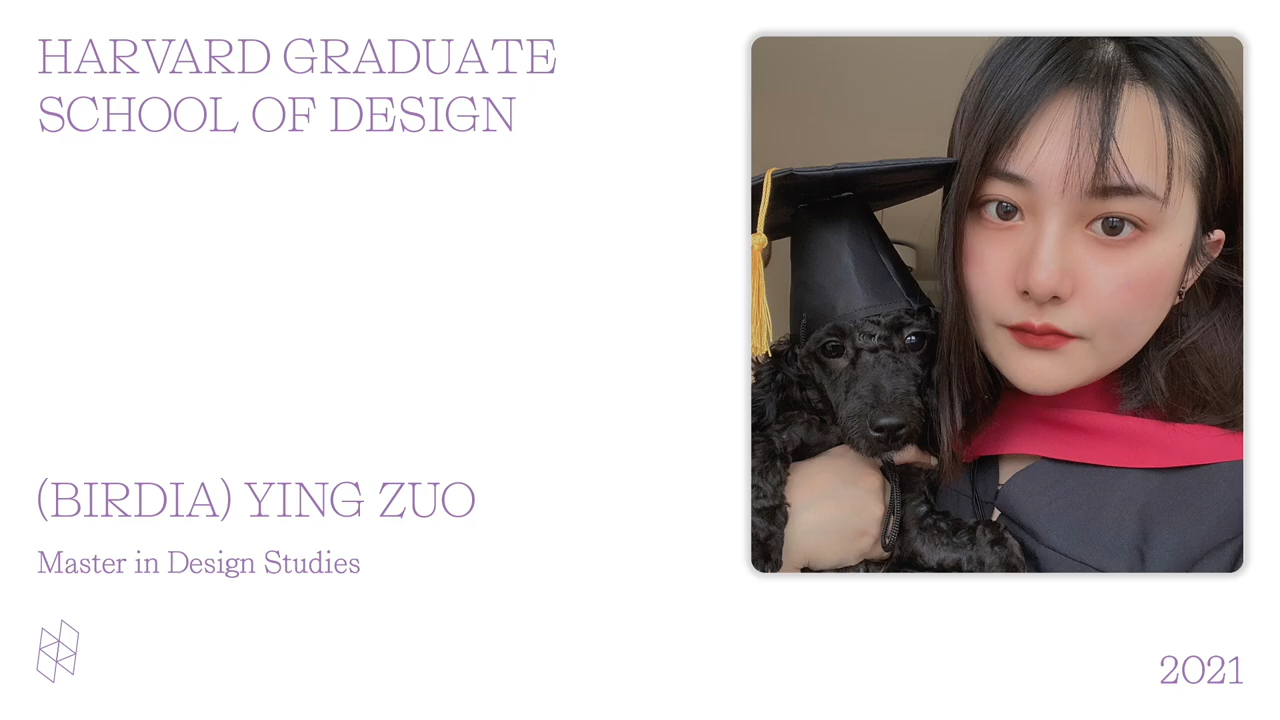 HARVARD GRADUATE
SCHOOL OF DESIGN
(BIRDIA) YING ZUO
Master in Design Studies
2021